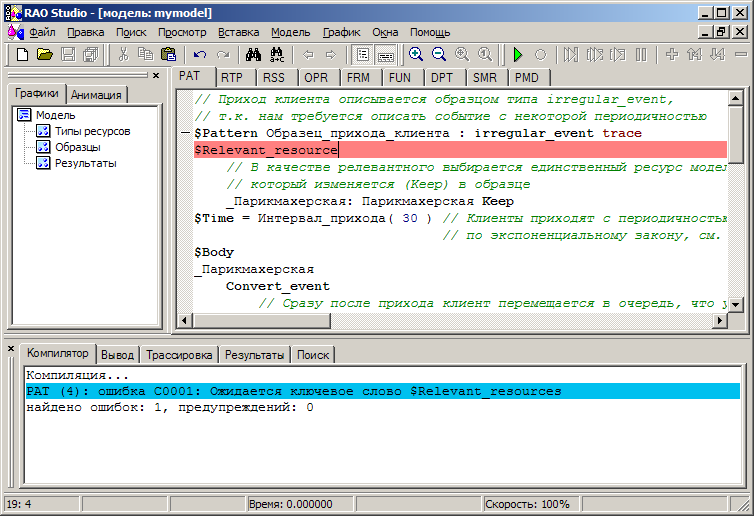 RAO Studio - [модель: mymodel]
Файл Правка Поиск Просмотр Вставка Модель График Окна Помощь
Графики Анимация
Модель
Типы ресурсов
Образцы
Результаты
PAT RTP RSS OPR FRM FUN DPT SMR PMD
// Приход клиента описывается образцом типа irregular_event,
// т.к. нам требуется описать событие с некоторой периодичностью
$Pattern Образец_прихода_клиента : irregular_event trace
$Relevant_resource
// В качестве релевантного выбирается единственный ресурс
// который изменяется (Keep) в образце
_Парикмахерская: Парикмахерская Keep
$Time = Интервал_прихода( 30 ) // Клиенты приходят с периодичностью
// по экспоненциальному закону, см.
$Body
_Парикмахерская
Convert_event
// Сразу после прихода клиент перемещается в очередь, что
Компилятор Вывод Трассировка Результаты Поиск
Компиляция...
PAT (4): ошибка C0001: Ожидается ключевое слово $Relevant_resources
найдено ошибок: 1, предупреждений: 0
19: 4 Время: 0.000000 Скорость: 100%